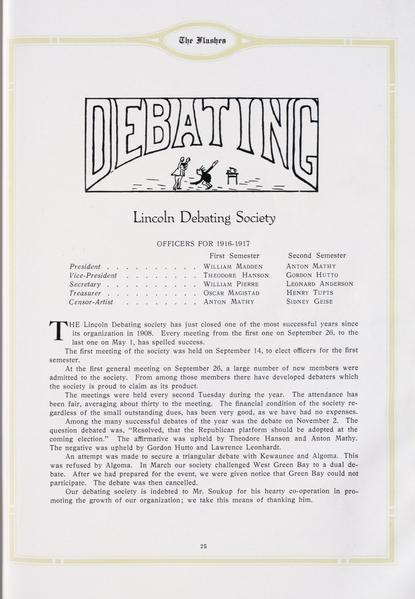 The Flashes
DEBATING
Lincoln Debating Society
OFFICERS FOR 1916-1917
First Semester Second Semester
President . . . . . . . . . . WILLIAM MADDEN ANTON MATHY
Vice-President . . . . . . . . THEODORE HANSON GORDON HUTTO
Secretary . . . . . . . . . . WILLIAM PIERRE LEONARD ANDERSON
Treasurer . . . . . . . . . . OSCAR MAGISTAD HENRY TUFTS
Censor-Artist . . . . . . . . ANTON MATHY SIDNEY GEISE
THE Lincoln Debating society has just closed one of the most successful years since
its organization in 1908. Every meeting from the first one on September 26, to the
last one on May 1, has spelled success.
The first meeting of the society was held on September 14, to elect officers for the first
semester.
At the first general meeting on September 26, a large number of new members were
admitted to the society. From among those members there have developed debaters which
the society is proud to claim as its product.
The meetings were held every second Tuesday during the year. The attendance has
been fair, averaging about thirty to the meeting. The financial condition of the society re-
gardless of the small outstanding dues, has been very good, as we have had no expenses.
Among the many successful debates of the year was the debate on November 2. The
question debated was, "Resolved, that the Republican platform should be adopted at the
coming election." The affirmative was upheld by Theodore Hanson and Anton Mathy.
The negative was upheld by Gordon Hutto and Lawrence Leonhardt.
An attempt was made to secure a triangular debate with Kewaunee and Algoma. This
was refused by Algoma. In March our society challenged West Green Bay to a dual de-
bate. After we had prepared for the event, we were given notice that Green Bay could not
participate. The debate was then cancelled.
Our debating society is indebted to Mr. Soukup for his hearty co-operation in pro-
moting the growth of our organization; we take this means of thanking him.
25